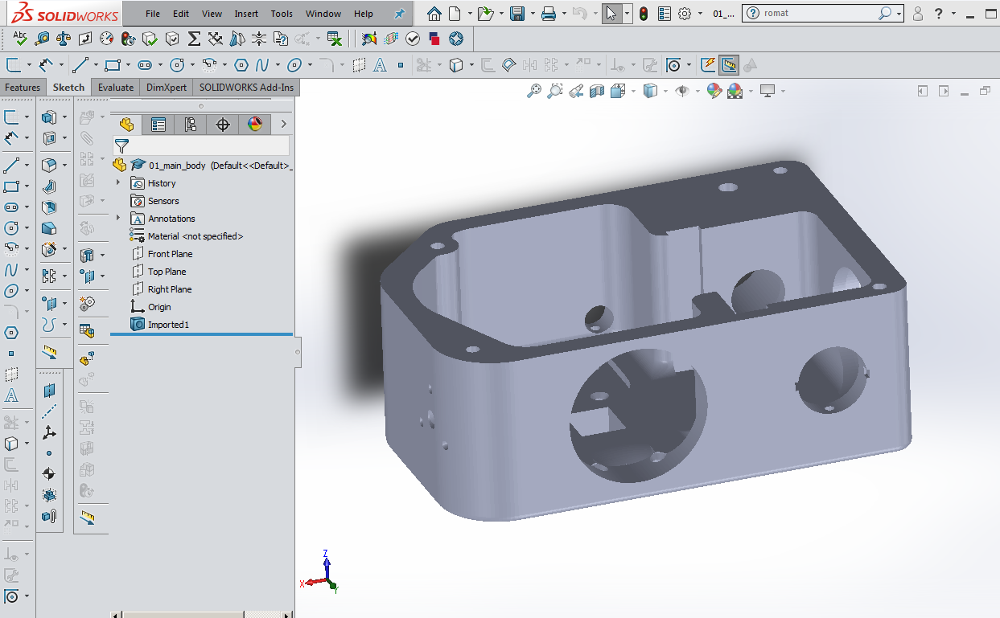 SOLIDWORKS File Edit View Insert Tools Window Help 01_... romat
Abc
Features Sketch Evaluate DimXpert SOLIDWORKS Add-Ins
01_main_body (Default<<Default>_
History
Sensors
A Annotations
Material <not specified>
Front Plane
Top Plane
Right Plane
Origin
Imported1
Z
X
Y